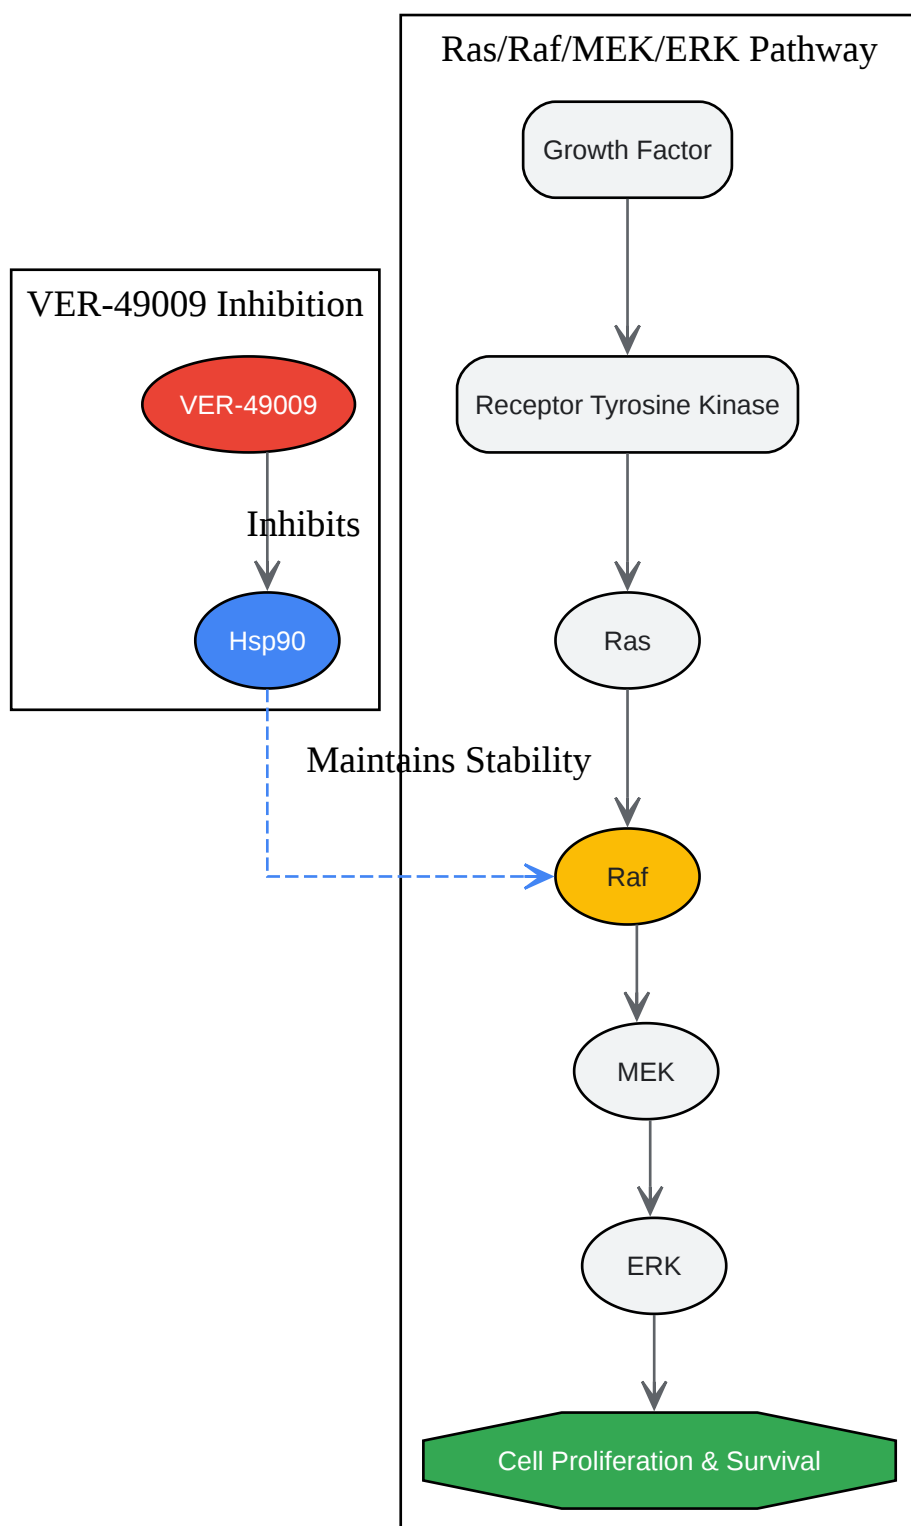 Ras/Raf/MEK/ERK Pathway
Growth Factor
VER-49009 Inhibition
VER-49009
Receptor Tyrosine Kinase
Inhibits
Hsp90
Ras
Maintains Stability
Raf
MEK
ERK
Cell Proliferation & Survival